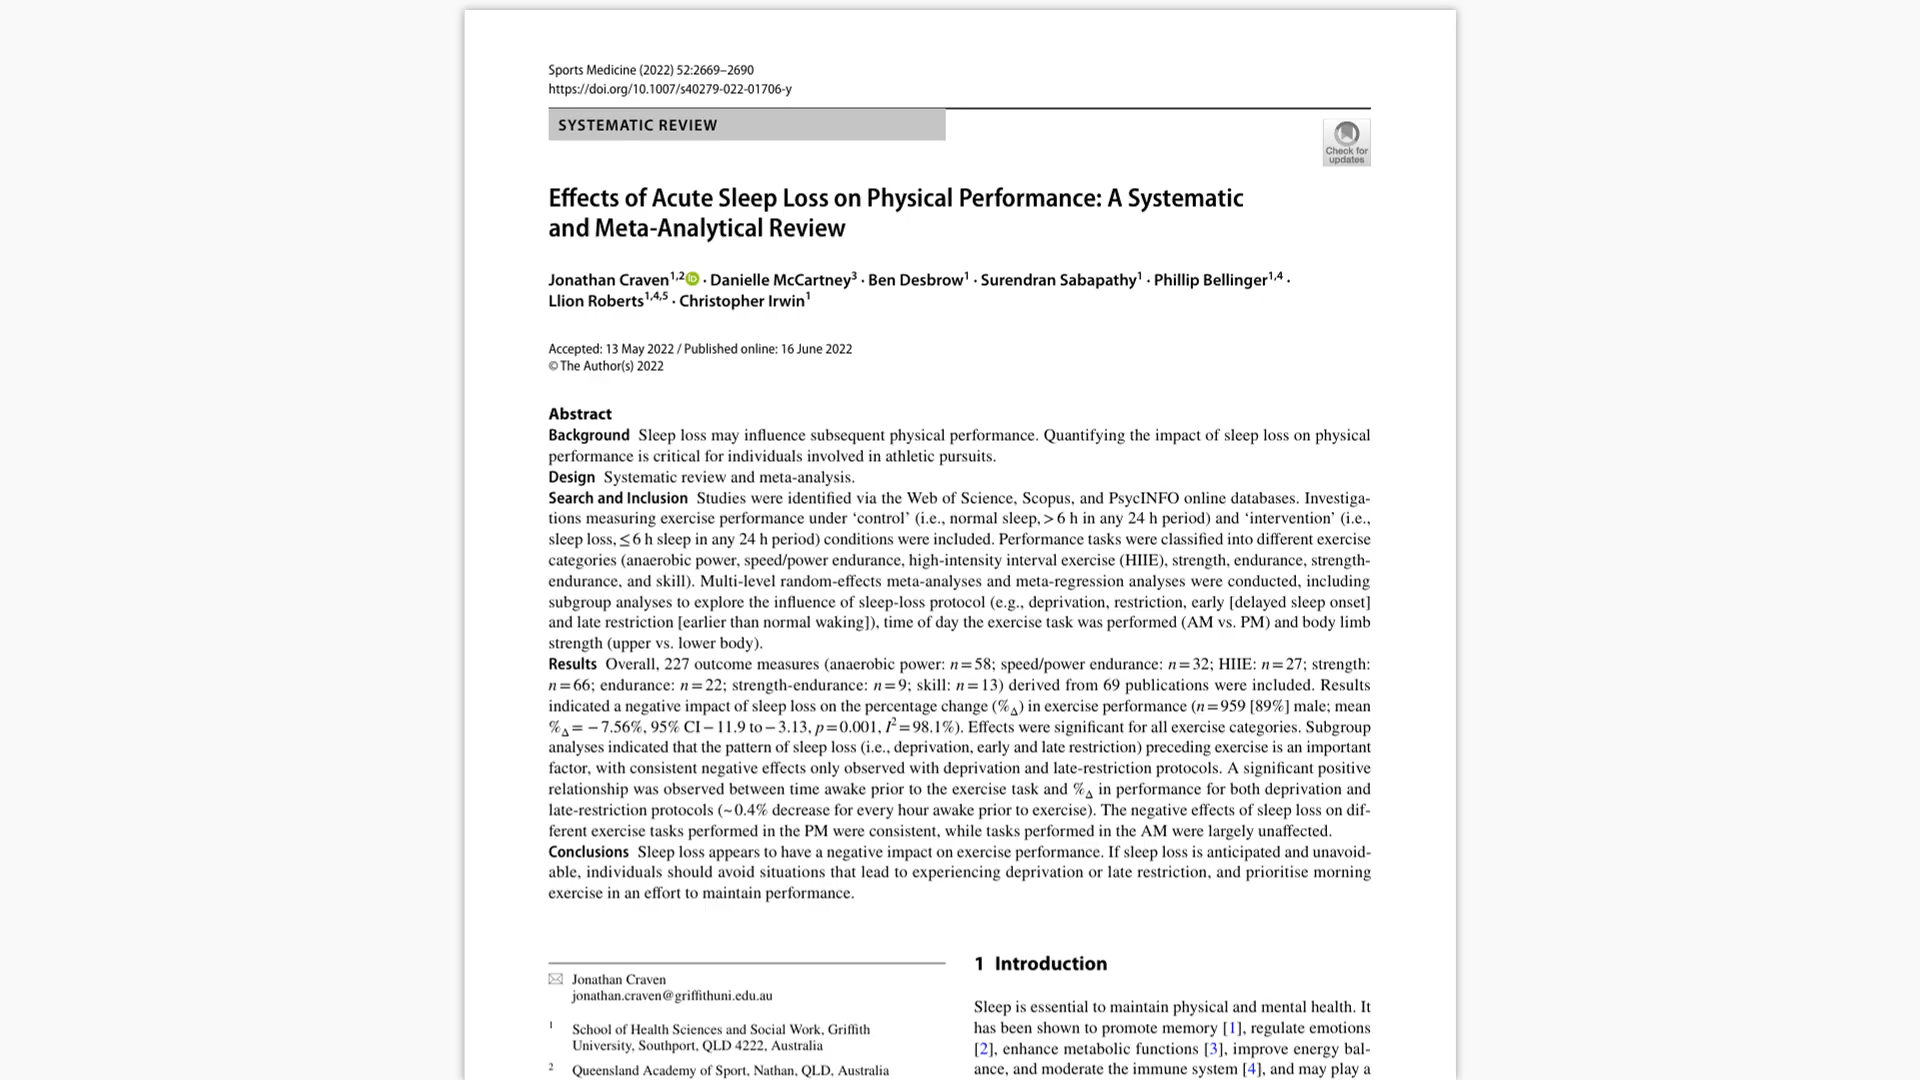 Sports Medicine (2022) 52:2669–2690
https://doi.org/10.1007/s40279-022-01706-y
SYSTEMATIC REVIEW
Check for
updates
Effects of Acute Sleep Loss on Physical Performance: A Systematic
and Meta-Analytical Review
Jonathan Craven1,2 iD · Danielle McCartney3 · Ben Desbrow1 · Surendran Sabapathy1 · Phillip Bellinger1,4 ·
Llion Roberts1,4,5 · Christopher Irwin1
Accepted: 13 May 2022 / Published online: 16 June 2022
© The Author(s) 2022
Abstract
Background Sleep loss may influence subsequent physical performance. Quantifying the impact of sleep loss on physical
performance is critical for individuals involved in athletic pursuits.
Design Systematic review and meta-analysis.
Search and Inclusion Studies were identified via the Web of Science, Scopus, and PsycINFO online databases. Investiga-
tions measuring exercise performance under ‘control’ (i.e., normal sleep, > 6 h in any 24 h period) and ‘intervention’ (i.e.,
sleep loss, ≤ 6 h sleep in any 24 h period) conditions were included. Performance tasks were classified into different exercise
categories (anaerobic power, speed/power endurance, high-intensity interval exercise (HIIE), strength, endurance, strength-
endurance, and skill). Multi-level random-effects meta-analyses and meta-regression analyses were conducted, including
subgroup analyses to explore the influence of sleep-loss protocol (e.g., deprivation, restriction, early [delayed sleep onset]
and late restriction [earlier than normal waking]), time of day the exercise task was performed (AM vs. PM) and body limb
strength (upper vs. lower body).
Results Overall, 227 outcome measures (anaerobic power: n = 58; speed/power endurance: n = 32; HIIE: n = 27; strength:
n = 66; endurance: n = 22; strength-endurance: n = 9; skill: n = 13) derived from 69 publications were included. Results
indicated a negative impact of sleep loss on the percentage change (%Δ) in exercise performance (n = 959 [89%] male; mean
%Δ = − 7.56%, 95% CI − 11.9 to − 3.13, p = 0.001, I2 = 98.1%). Effects were significant for all exercise categories. Subgroup
analyses indicated that the pattern of sleep loss (i.e., deprivation, early and late restriction) preceding exercise is an important
factor, with consistent negative effects only observed with deprivation and late-restriction protocols. A significant positive
relationship was observed between time awake prior to the exercise task and %Δ in performance for both deprivation and
late-restriction protocols (~ 0.4% decrease for every hour awake prior to exercise). The negative effects of sleep loss on dif-
ferent exercise tasks performed in the PM were consistent, while tasks performed in the AM were largely unaffected.
Conclusions Sleep loss appears to have a negative impact on exercise performance. If sleep loss is anticipated and unavoid-
able, individuals should avoid situations that lead to experiencing deprivation or late restriction, and prioritise morning
exercise in an effort to maintain performance.
Jonathan Craven
jonathan.craven@griffithuni.edu.au
1 School of Health Sciences and Social Work, Griffith
University, Southport, QLD 4222, Australia
2 Queensland Academy of Sport, Nathan, QLD, Australia
1 Introduction
Sleep is essential to maintain physical and mental health. It
has been shown to promote memory [1], regulate emotions
[2], enhance metabolic functions [3], improve energy bal-
ance, and moderate the immune system [4], and may play a